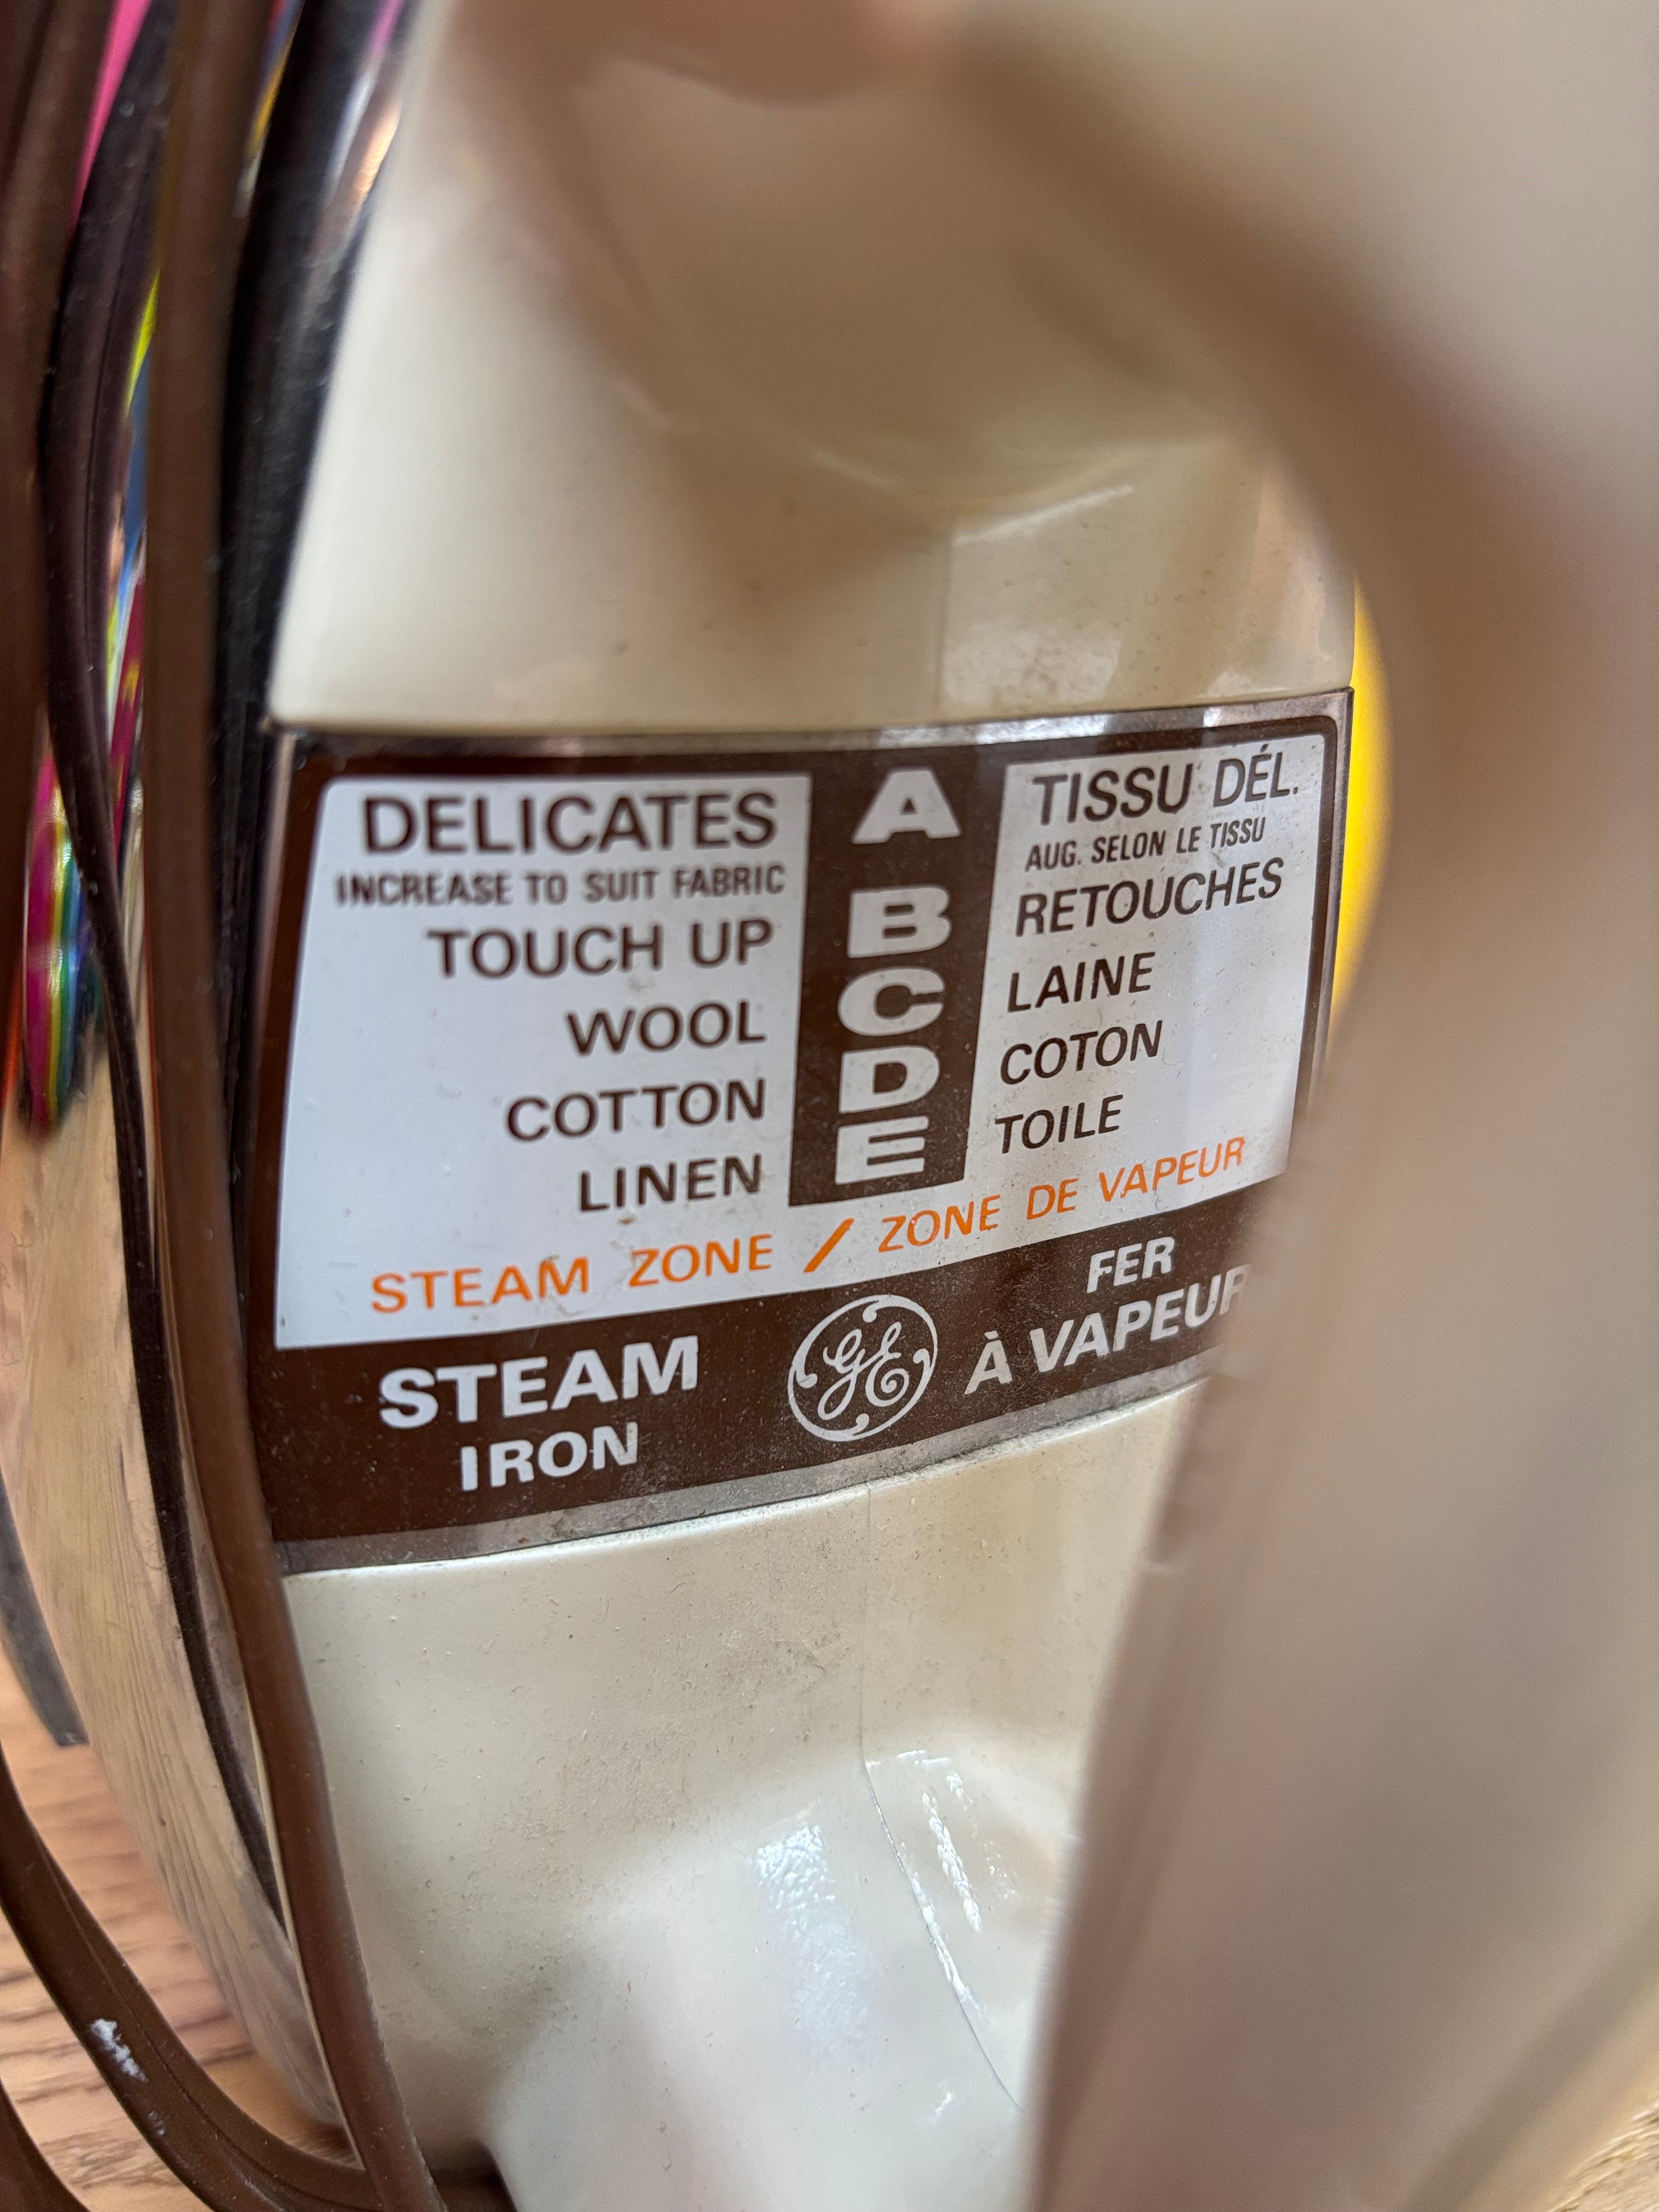 DELICATES A TISSU DÉL.
INCREASE TO SUIT FABRIC AUG. SELON LE TISSU
TOUCH UP B RETOUCHES
WOOL C LAINE
COTTON D COTON
LINEN E TOILE
STEAM ZONE / ZONE DE VAPEUR
STEAM IRON
GE
FER À VAPEUR